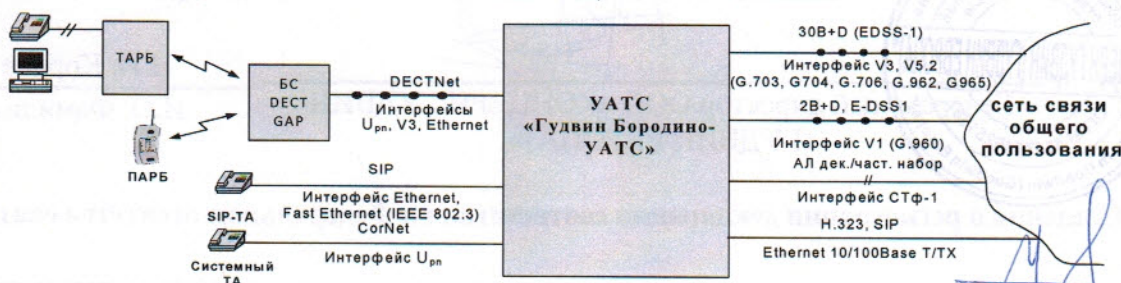 ТАРБ
БС
DECT
GAP
ПАРБ
DECTNet
Интерфейсы
Upn, V3, Ethernet
SIP
Интерфейс Ethernet,
Fast Ethernet (IEEE 802.3)
SIP-ТА
CorNet
Интерфейс Upn
Системный
ТА
УАТС
«Гудвин Бородино-
УАТС»
30B+D (EDSS-1)
Интерфейс V3, V5.2
(G.703, G704, G.706, G.962, G965)
2B+D, E-DSS1
Интерфейс V1 (G.960)
АЛ дек./част. набор
Интерфейс СТф-1
H.323, SIP
Ethernet 10/100Base T/TX
сеть связи
общего
пользования